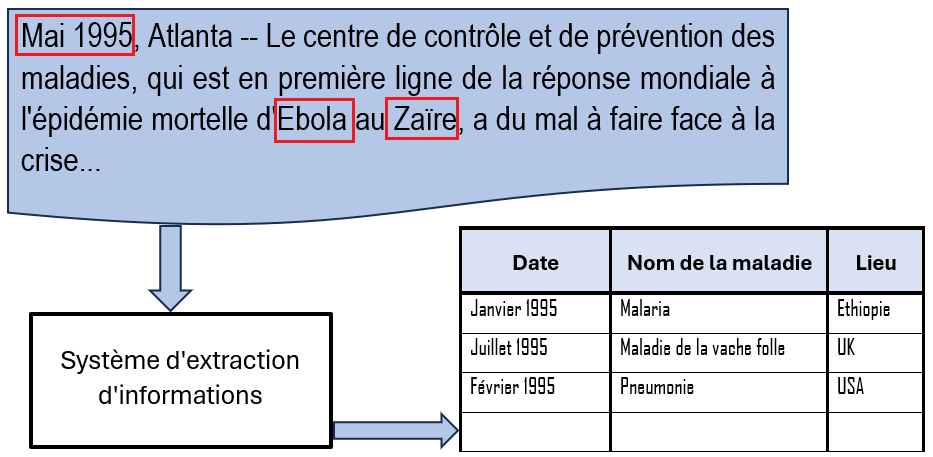 Mai 1995, Atlanta -- Le centre de contrôle et de prévention des
maladies, qui est en première ligne de la réponse mondiale à
l'épidémie mortelle d'Ebola au Zaïre, a du mal à faire face à la
crise...
Système d'extraction
d'informations
Date Nom de la maladie Lieu
Janvier 1995 Malaria Ethiopie
Juillet 1995 Maladie de la vache folle UK
Février 1995 Pneumonie USA